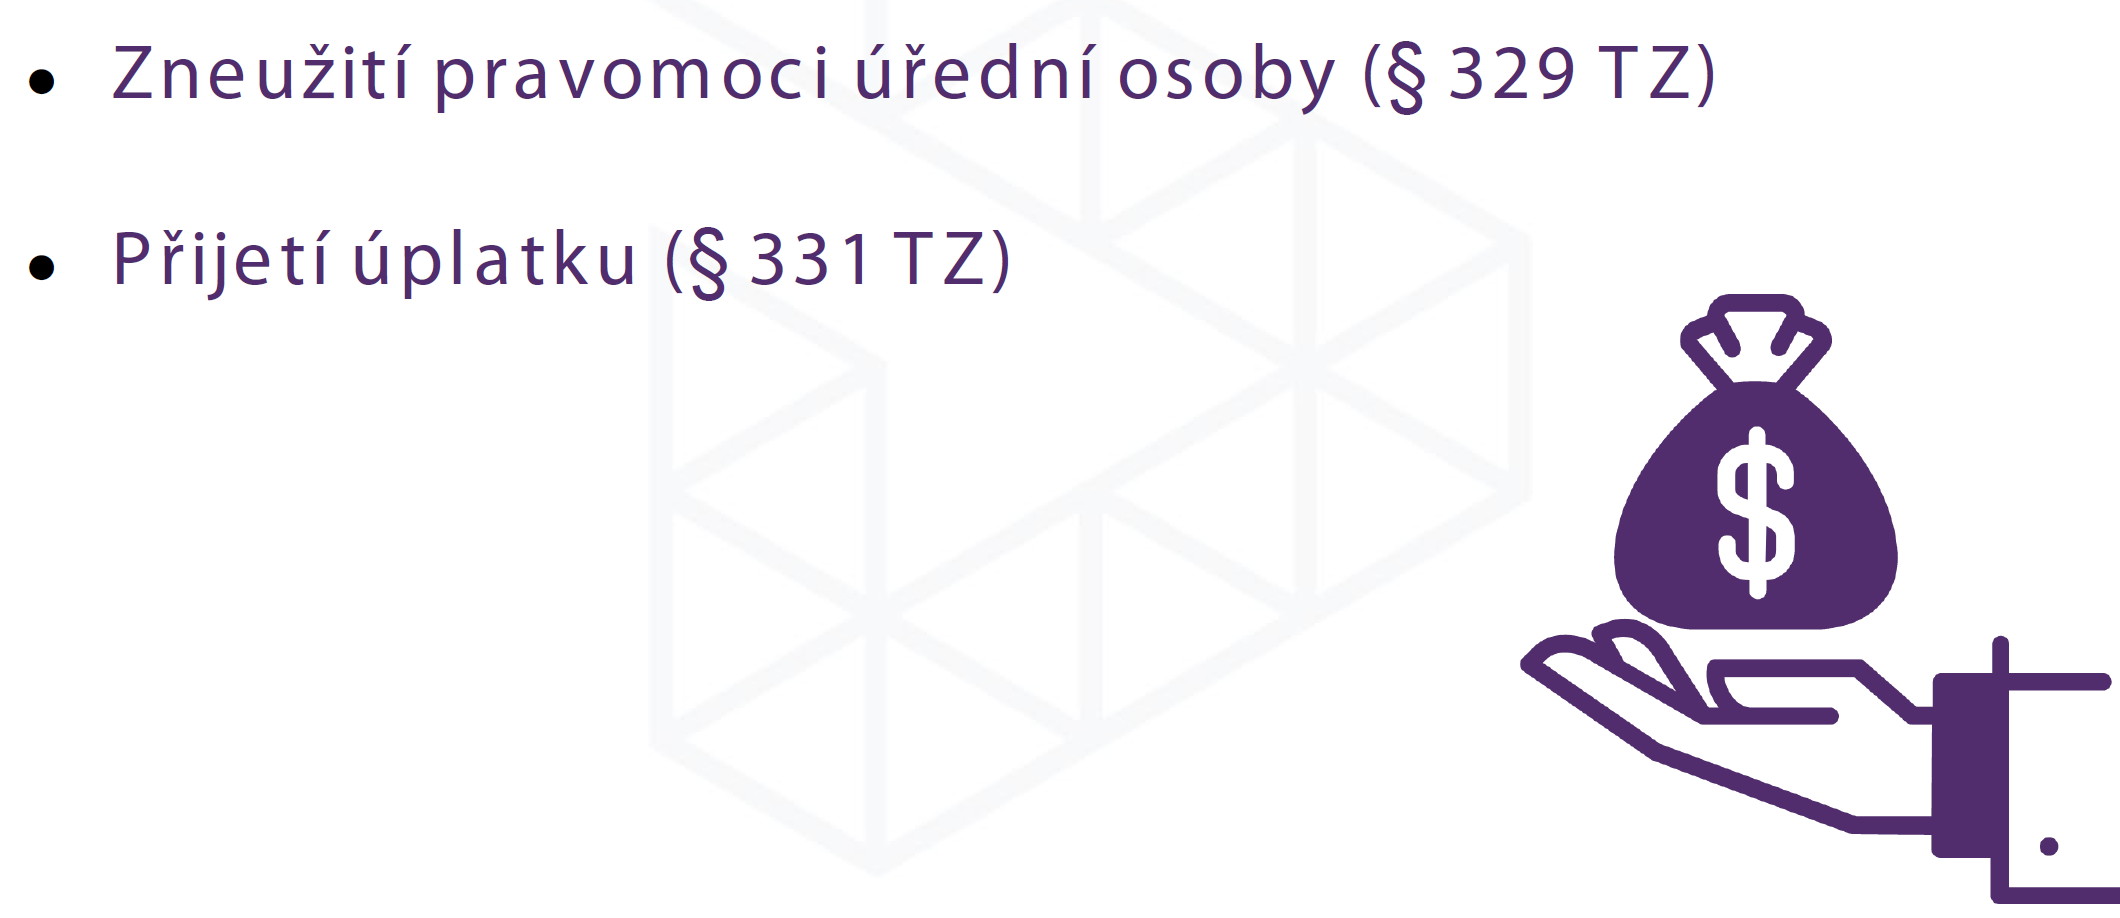 • Zneužití pravomoci úřední osoby (§ 329 TZ)
• Přijetí úplatku (§ 331 TZ)
$